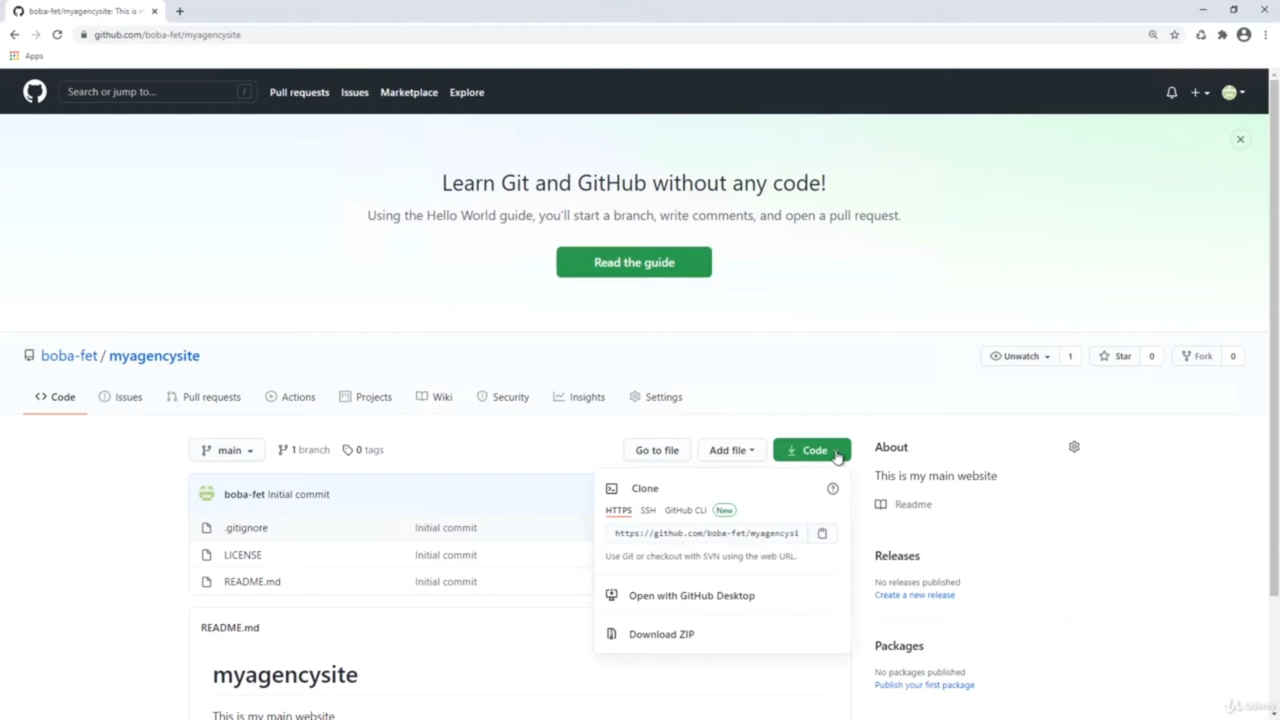 boba-fet/myagencysite: This is m
github.com/boba-fet/myagencysite
Apps
Search or jump to... /
Pull requests Issues Marketplace Explore
Learn Git and GitHub without any code!
Using the Hello World guide, you'll start a branch, write comments, and open a pull request.
Read the guide
boba-fet / myagencysite
Unwatch 1 Star 0 Fork 0
Code Issues Pull requests Actions Projects Wiki Security Insights Settings
main 1 branch 0 tags
Go to file Add file Code
boba-fet Initial commit
.gitignore Initial commit
LICENSE Initial commit
README.md Initial commit
Clone
HTTPS SSH GitHub CLI New
https://github.com/boba-fet/myagencysi
Use Git or checkout with SVN using the web URL.
Open with GitHub Desktop
Download ZIP
README.md
myagencysite
This is my main website
About
This is my main website
Readme
Releases
No releases published
Create a new release
Packages
No packages published
Publish your first package
Udemy